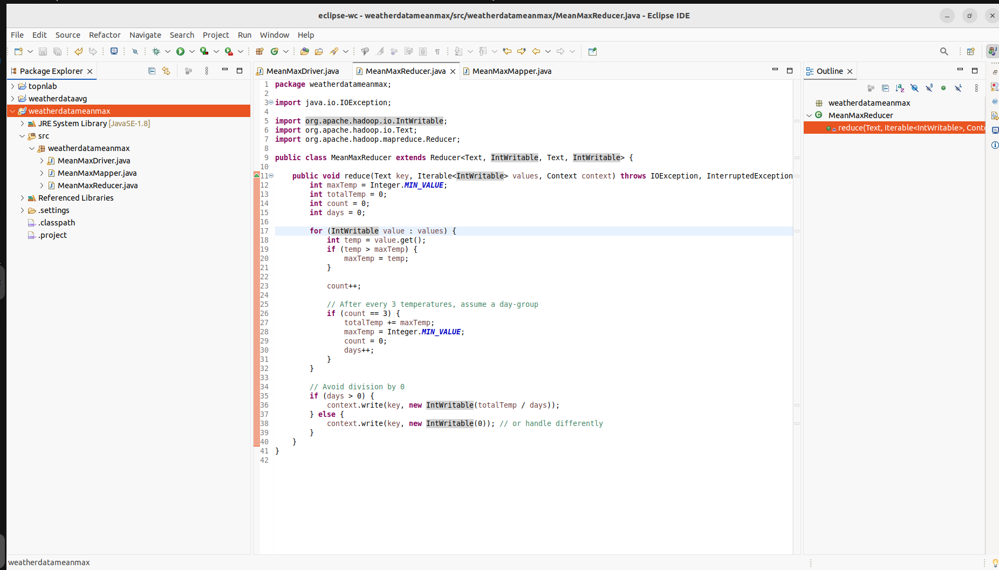 eclipse-wc - weatherdatameanmax/src/weatherdatameanmax/MeanMaxReducer.java - Eclipse IDE
File Edit Source Refactor Navigate Search Project Run Window Help
Package Explorer
topnlab
weatherdataavg
weatherdatameanmax
JRE System Library [JavaSE-1.8]
src
weatherdatameanmax
MeanMaxDriver.java
MeanMaxMapper.java
MeanMaxReducer.java
Referenced Libraries
.settings
.classpath
.project
MeanMaxDriver.java MeanMaxReducer.java MeanMaxMapper.java
1 package weatherdatameanmax;
2
3 import java.io.IOException;
4
5 import org.apache.hadoop.io.IntWritable;
6 import org.apache.hadoop.io.Text;
7 import org.apache.hadoop.mapreduce.Reducer;
8
9 public class MeanMaxReducer extends Reducer<Text, IntWritable, Text, IntWritable> {
10
11     public void reduce(Text key, Iterable<IntWritable> values, Context context) throws IOException, InterruptedException
12         int maxTemp = Integer.MIN_VALUE;
13         int totalTemp = 0;
14         int count = 0;
15         int days = 0;
16
17         for (IntWritable value : values) {
18             int temp = value.get();
19             if (temp > maxTemp) {
20                 maxTemp = temp;
21             }
22
23             count++;
24
25             // After every 3 temperatures, assume a day-group
26             if (count == 3) {
27                 totalTemp += maxTemp;
28                 maxTemp = Integer.MIN_VALUE;
29                 count = 0;
30                 days++;
31             }
32         }
33
34         // Avoid division by 0
35         if (days > 0) {
36             context.write(key, new IntWritable(totalTemp / days));
37         } else {
38             context.write(key, new IntWritable(0)); // or handle differently
39         }
40     }
41 }
42
Outline
weatherdatameanmax
MeanMaxReducer
reduce(Text, Iterable<IntWritable>, Conte
weatherdatameanmax